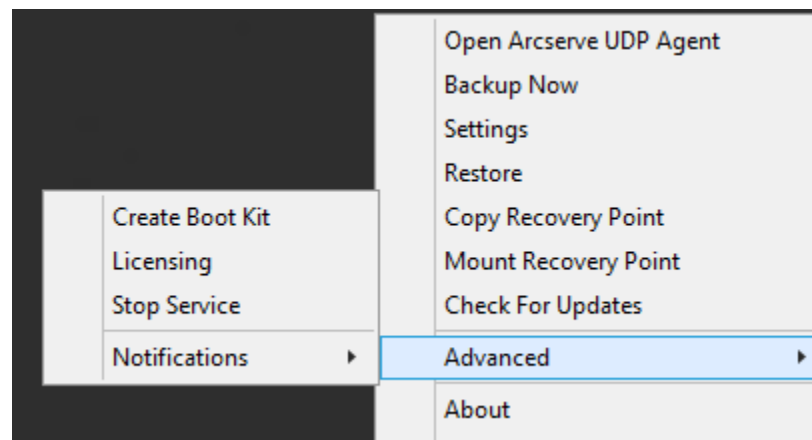 Open Arcserve UDP Agent
Backup Now
Settings
Restore
Copy Recovery Point
Mount Recovery Point
Check For Updates
Advanced
About
Create Boot Kit
Licensing
Stop Service
Notifications